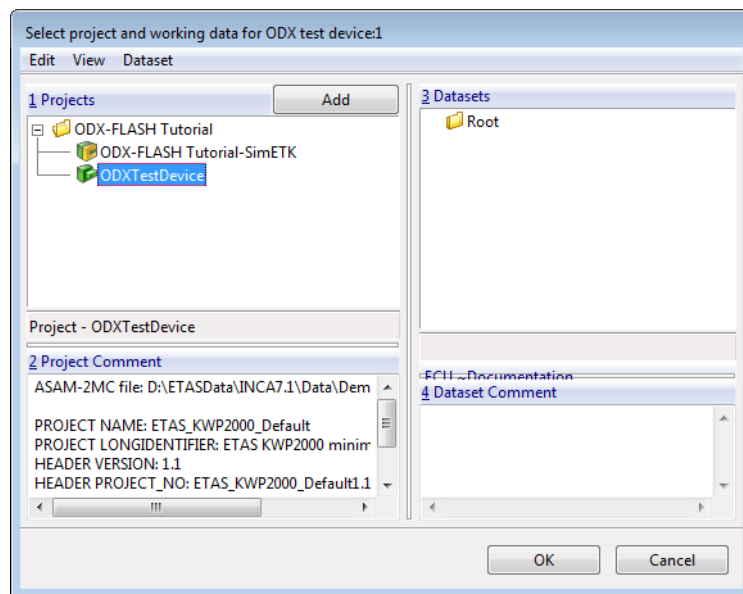 Select project and working data for ODX test device:1
Edit View Dataset
1 Projects
Add
ODX-FLASH Tutorial
ODX-FLASH Tutorial-SimETK
ODXTestDevice
Project - ODXTestDevice
2 Project Comment
ASAM-2MC file: D:\ETASData\INCA7.1\Data\Dem
PROJECT NAME: ETAS_KWP2000_Default
PROJECT LONGIDENTIFIER: ETAS KWP2000 minim
HEADER VERSION: 1.1
HEADER PROJECT_NO: ETAS_KWP2000_Default1.1
3 Datasets
Root
ECU ~Documentation
4 Dataset Comment
OK
Cancel